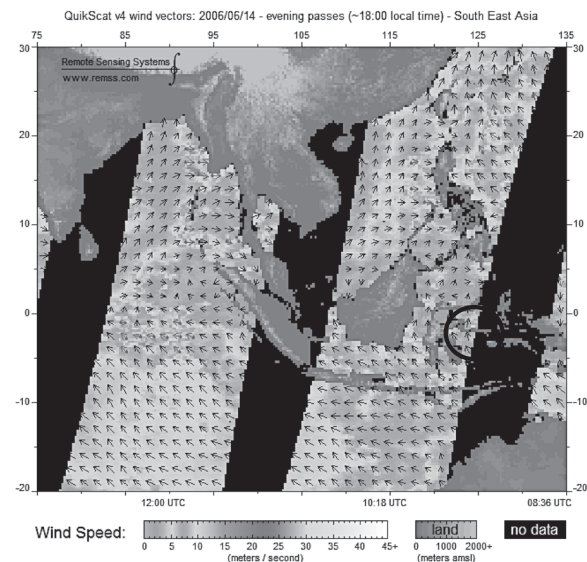 QuikScat v4 wind vectors: 2006/06/14 - evening passes (~18:00 local time) - South East Asia
75 85 95 105 115 125 135
30 30
Remote Sensing Systems
www.remss.com
20 20
10 10
0 0
-10 -10
-20 -20
12:00 UTC 10:18 UTC 08:36 UTC
Wind Speed: land no data
0 5 10 15 20 25 30 35 40 45+ 0 1000 2000+
(meters / second) (meters amsl)